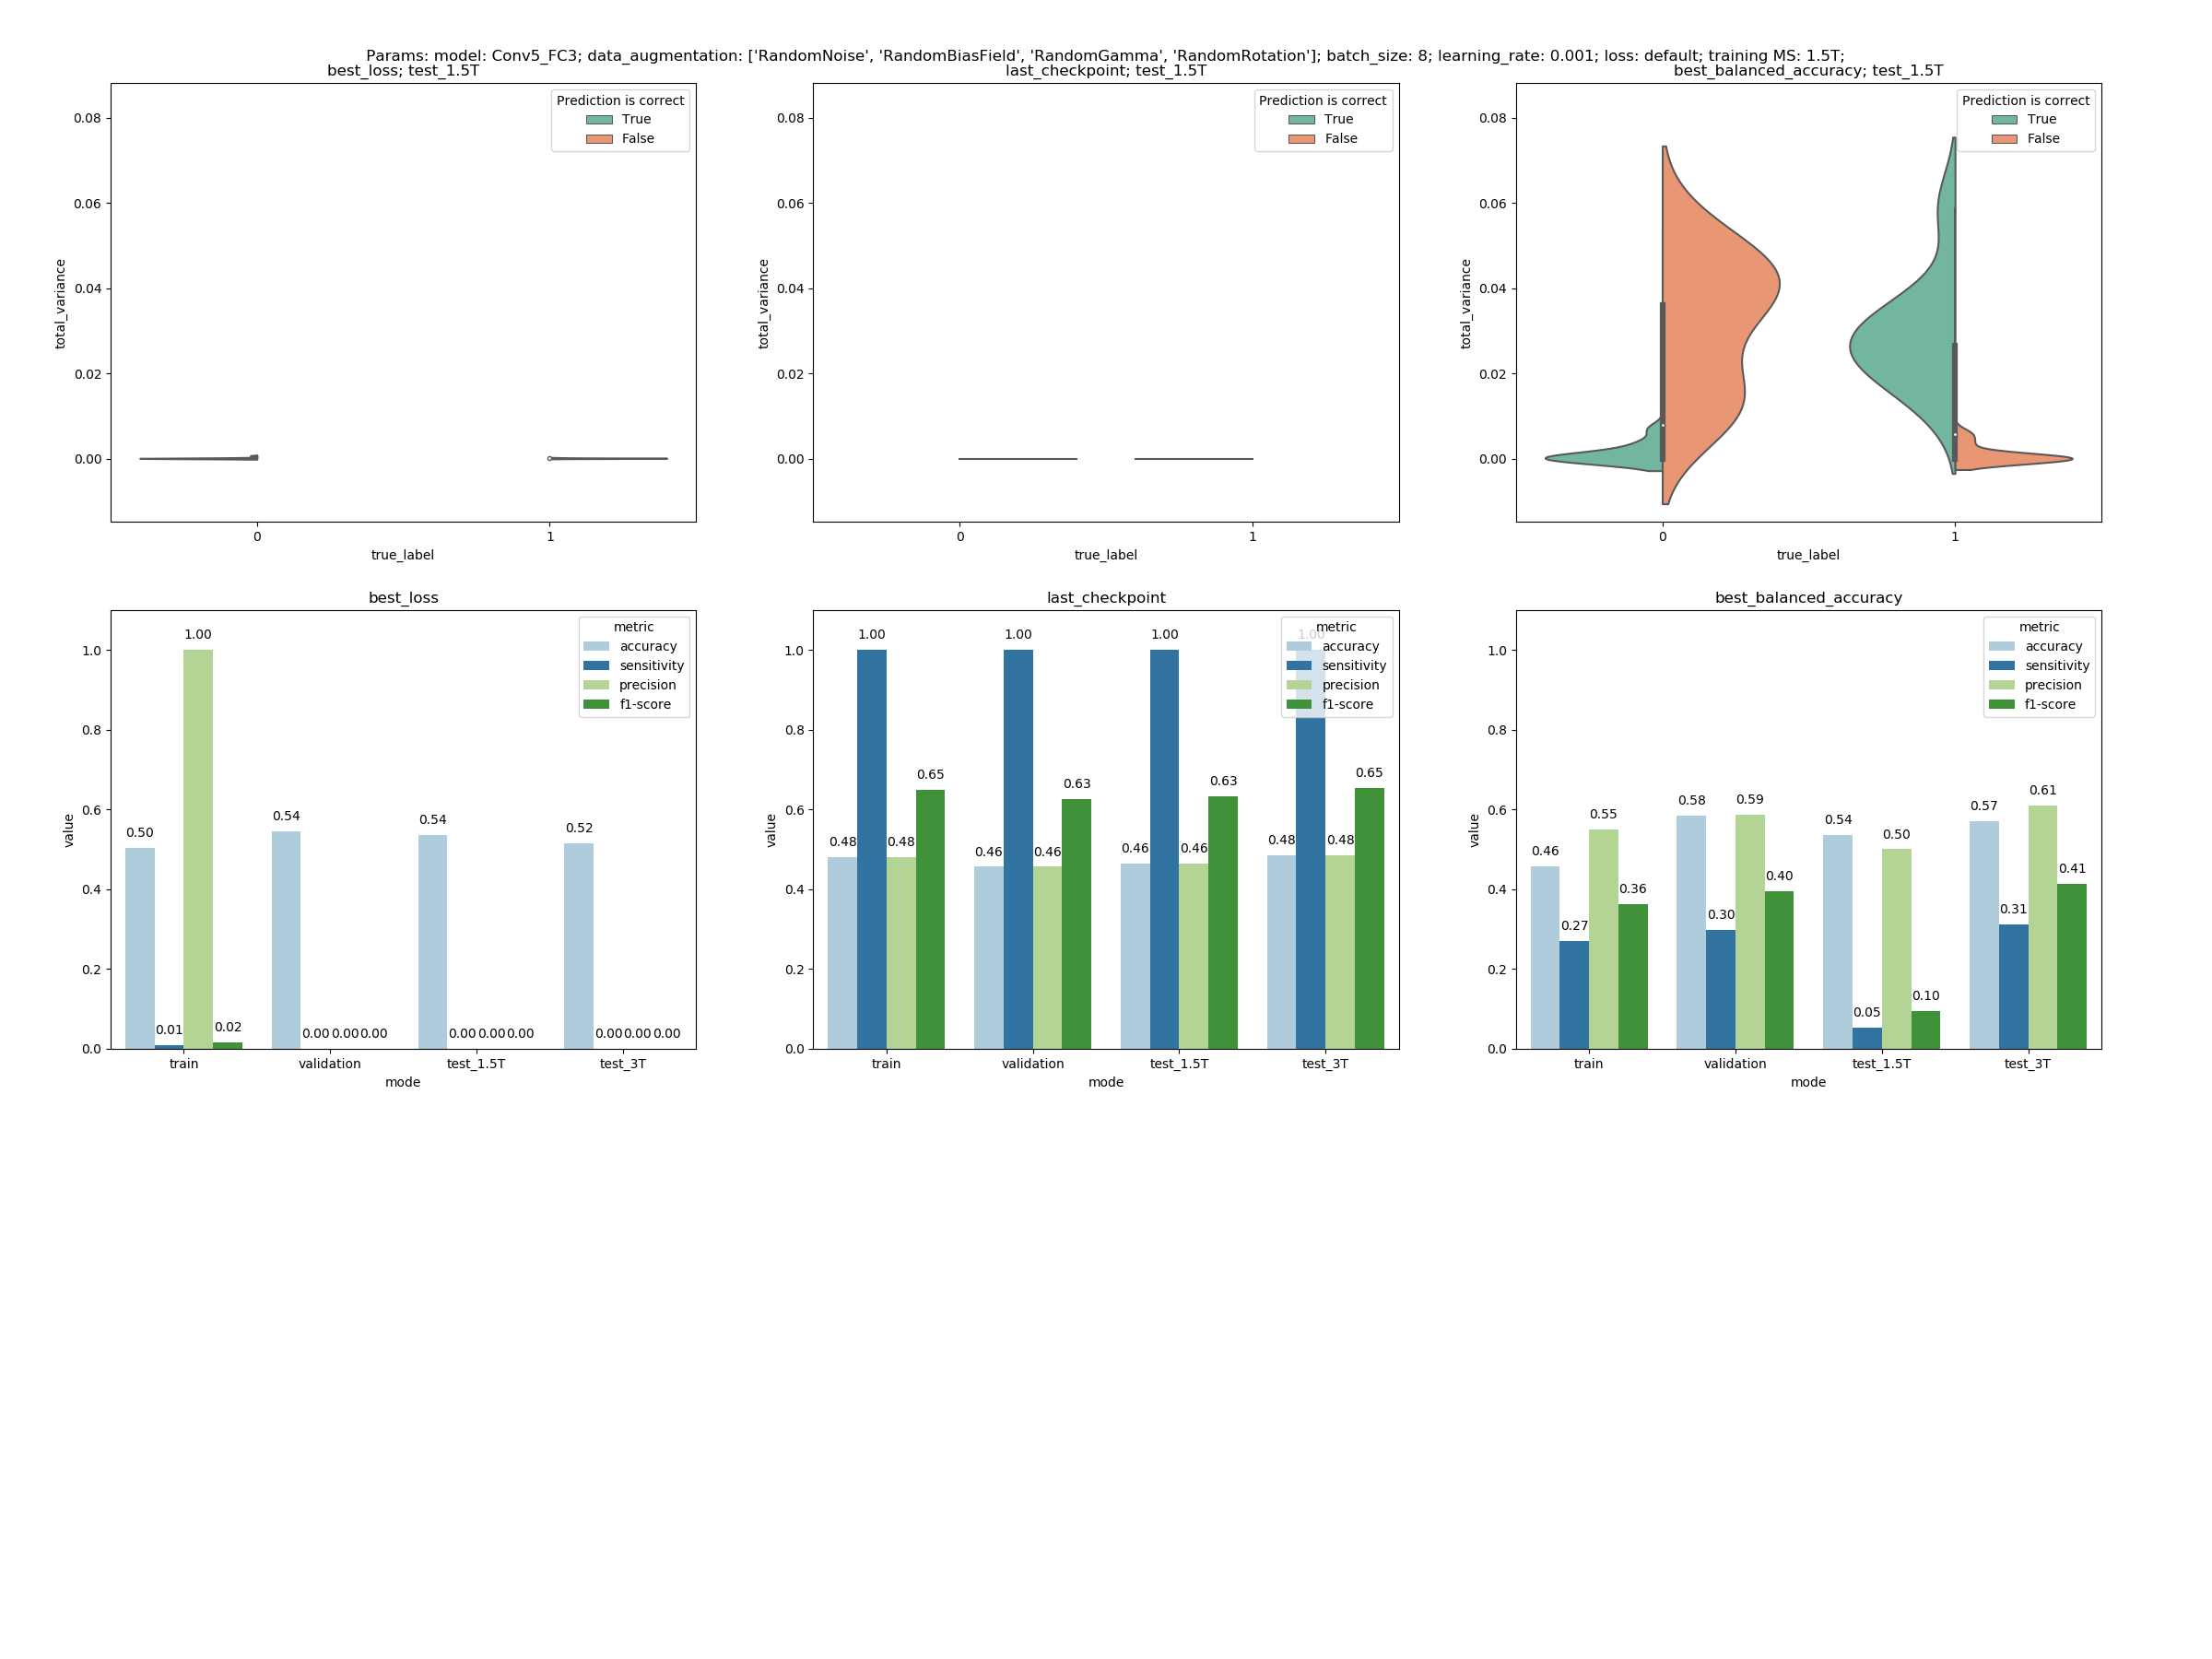 Params: model: Conv5_FC3; data_augmentation: ['RandomNoise', 'RandomBiasField', 'RandomGamma', 'RandomRotation']; batch_size: 8; learning_rate: 0.001; loss: default; training MS: 1.5T;
best_loss; test_1.5T
Prediction is correct
True
False
0.08
0.06
0.04
0.02
0.00
total_variance
0
1
true_label
last_checkpoint; test_1.5T
Prediction is correct
True
False
0.08
0.06
0.04
0.02
0.00
total_variance
0
1
true_label
best_balanced_accuracy; test_1.5T
Prediction is correct
True
False
0.08
0.06
0.04
0.02
0.00
total_variance
0
1
true_label
best_loss
metric
accuracy
sensitivity
precision
f1-score
1.0
0.8
0.6
0.4
0.2
0.0
value
0.50
0.01
1.00
0.02
0.54
0.00
0.00
0.00
0.54
0.00
0.00
0.00
0.52
0.00
0.00
0.00
train
validation
test_1.5T
test_3T
mode
last_checkpoint
metric
accuracy
sensitivity
precision
f1-score
1.0
0.8
0.6
0.4
0.2
0.0
value
0.48
1.00
0.48
0.65
0.46
1.00
0.46
0.63
0.46
1.00
0.46
0.63
0.48
1.00
0.48
0.65
train
validation
test_1.5T
test_3T
mode
best_balanced_accuracy
metric
accuracy
sensitivity
precision
f1-score
1.0
0.8
0.6
0.4
0.2
0.0
value
0.46
0.27
0.55
0.36
0.58
0.30
0.59
0.40
0.54
0.05
0.50
0.10
0.57
0.31
0.61
0.41
train
validation
test_1.5T
test_3T
mode